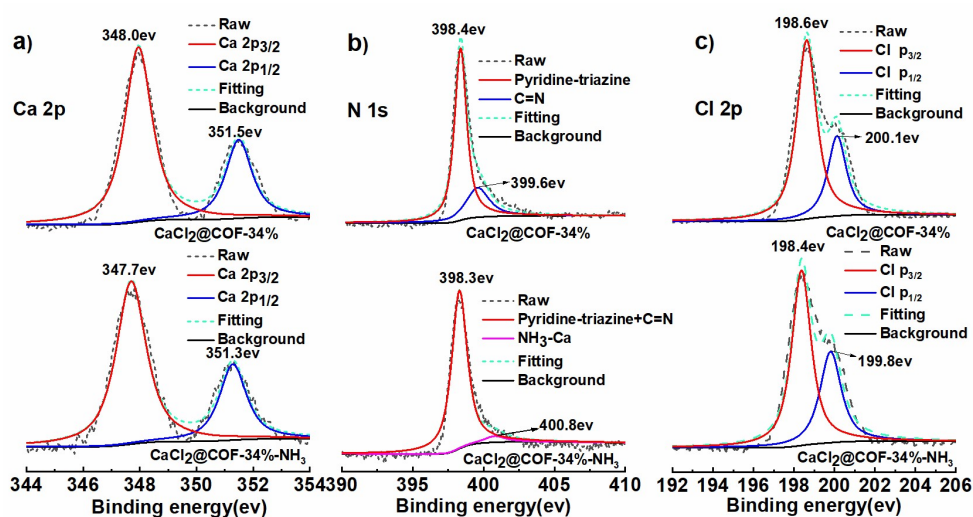 a)
Ca 2p
348.0ev
351.5ev
Raw
Ca 2p3/2
Ca 2p1/2
Fitting
Background
CaCl2@COF-34%
347.7ev
351.3ev
Raw
Ca 2p3/2
Ca 2p1/2
Fitting
Background
CaCl2@COF-34%-NH3
344 346 348 350 352 354
Binding energy(ev)
b)
N 1s
398.4ev
Raw
Pyridine-triazine
C=N
Fitting
Background
399.6ev
CaCl2@COF-34%
398.3ev
Raw
Pyridine-triazine+C=N
NH3-Ca
Fitting
Background
400.8ev
CaCl2@COF-34%-NH3
390 395 400 405 410
Binding energy(ev)
c)
Cl 2p
198.6ev
Raw
Cl p3/2
Cl p1/2
Fitting
Background
200.1ev
CaCl2@COF-34%
198.4ev
Raw
Cl p3/2
Cl p1/2
Fitting
Background
199.8ev
CaCl2@COF-34%-NH3
192 194 196 198 200 202 204 206
Binding energy(ev)